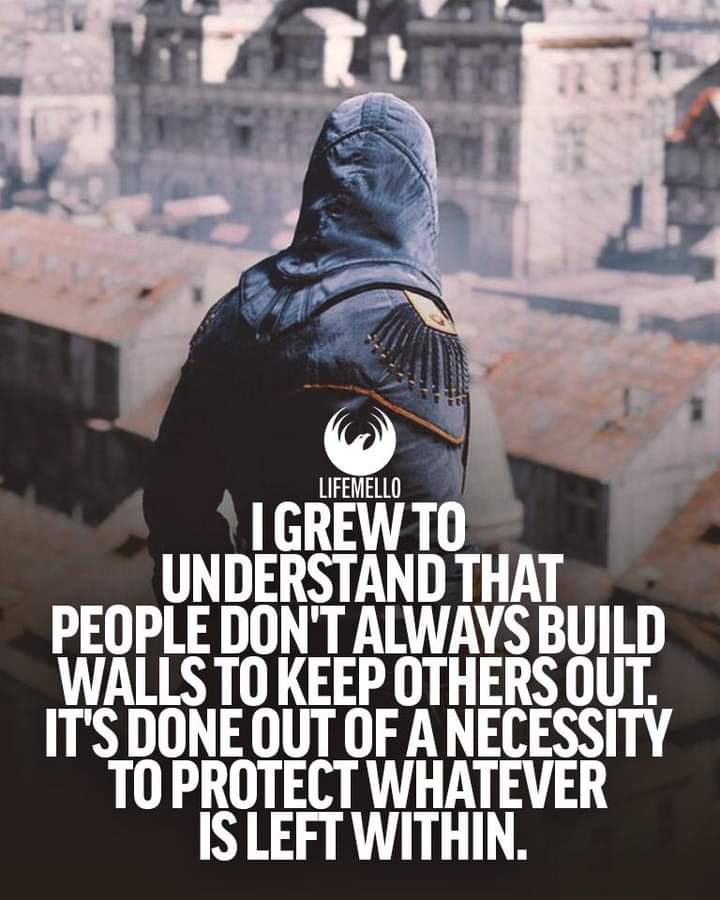 LIFEMELLO
I GREW TO
UNDERSTAND THAT
PEOPLE DON'T ALWAYS BUILD
WALLS TO KEEP OTHERS OUT.
IT'S DONE OUT OF A NECESSITY
TO PROTECT WHATEVER
IS LEFT WITHIN.